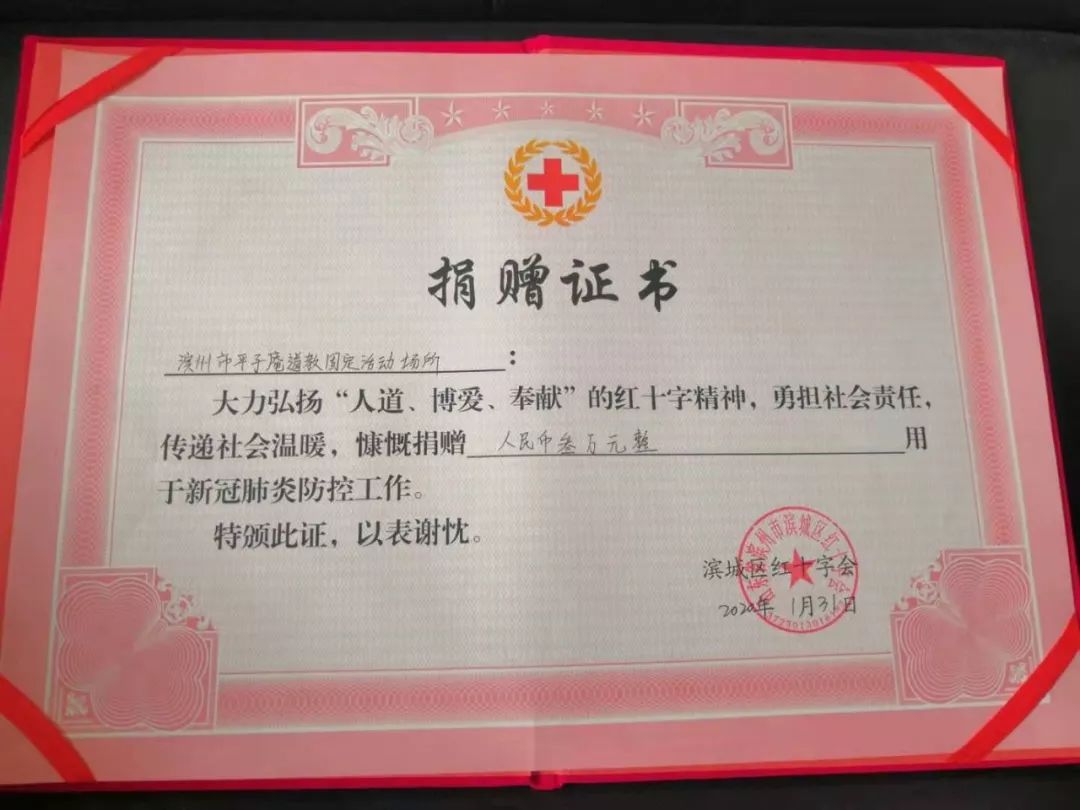 捐赠证书
滨州市平子庵道教固定活动场所：
大力弘扬“人道、博爱、奉献”的红十字精神，勇担社会责任，
传递社会温暖，慷慨捐赠人民币叁万元整用
于新冠肺炎防控工作。
特颁此证，以表谢忱。
滨城区红十字会
2020年1月31日